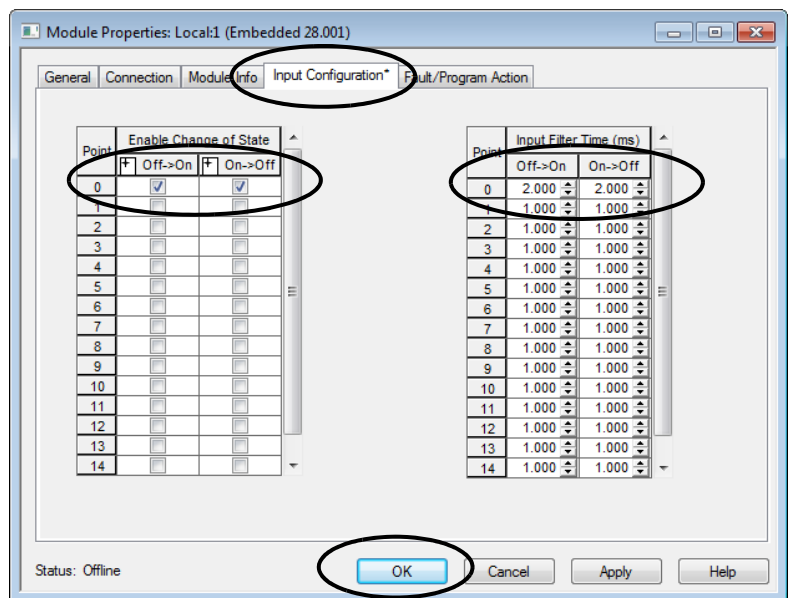 Module Properties: Local:1 (Embedded 28.001)
General Connection Module Info Input Configuration* Fault/Program Action
Point Enable Change of State
Off->On On->Off
0
1
2
3
4
5
6
7
8
9
10
11
12
13
14
Point Input Filter Time (ms)
Off->On On->Off
0 2.000 2.000
1 1.000 1.000
2 1.000 1.000
3 1.000 1.000
4 1.000 1.000
5 1.000 1.000
6 1.000 1.000
7 1.000 1.000
8 1.000 1.000
9 1.000 1.000
10 1.000 1.000
11 1.000 1.000
12 1.000 1.000
13 1.000 1.000
14 1.000 1.000
Status: Offline OK Cancel Apply Help